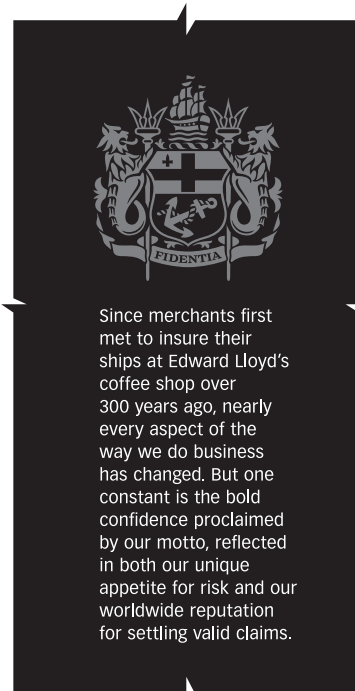 FIDENTIA
Since merchants first
met to insure their
ships at Edward Lloyd's
coffee shop over
300 years ago, nearly
every aspect of the
way we do business
has changed. But one
constant is the bold
confidence proclaimed
by our motto, reflected
in both our unique
appetite for risk and our
worldwide reputation
for settling valid claims.